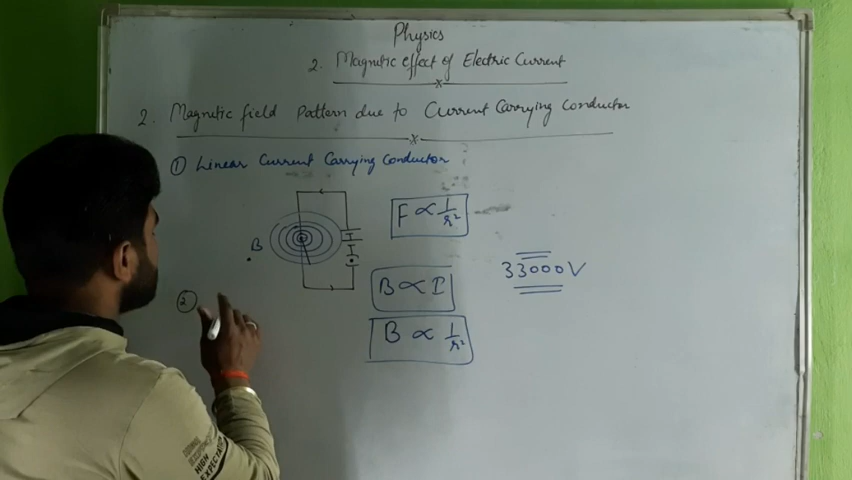 Physics
2. Magnetic effect of Electric Current
x
2. Magnetic field Pattern due to Current Carrying Conductor
x
① Linear Current Carrying Conductor
F ∝ 1/r²
B
33000V
B ∝ I
②
B ∝ 1/r²
HIGH